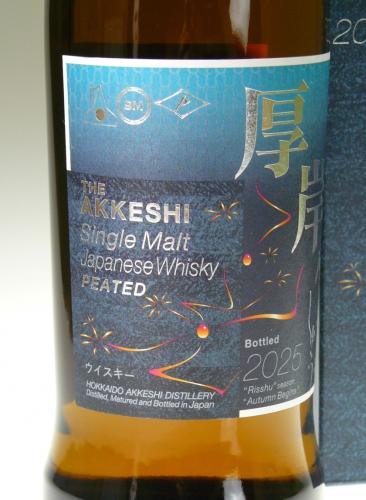 SM
P
厚岸
THE
AKKESHI
Single Malt
Japanese Whisky
PEATED
ウイスキー
HOKKAIDO AKKESHI DISTILLERY
Distilled, Matured and Bottled in Japan
Bottled
2025
"Risshu" season
"Autumn Begins"
20